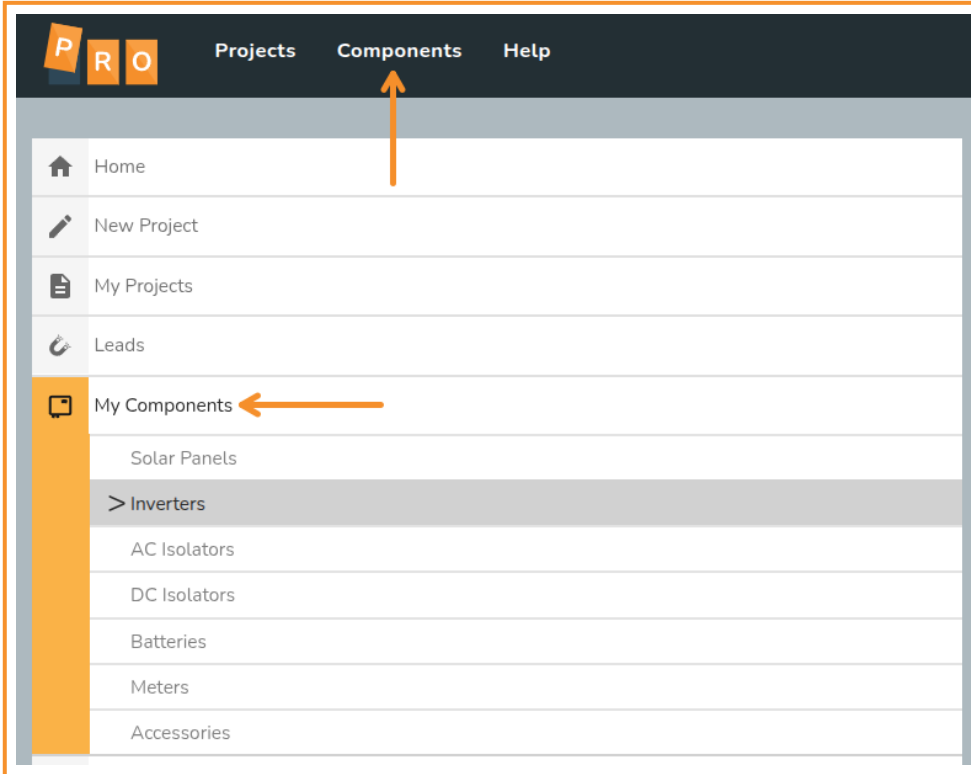 PRO Projects Components Help
Home
New Project
My Projects
Leads
My Components
Solar Panels
> Inverters
AC Isolators
DC Isolators
Batteries
Meters
Accessories